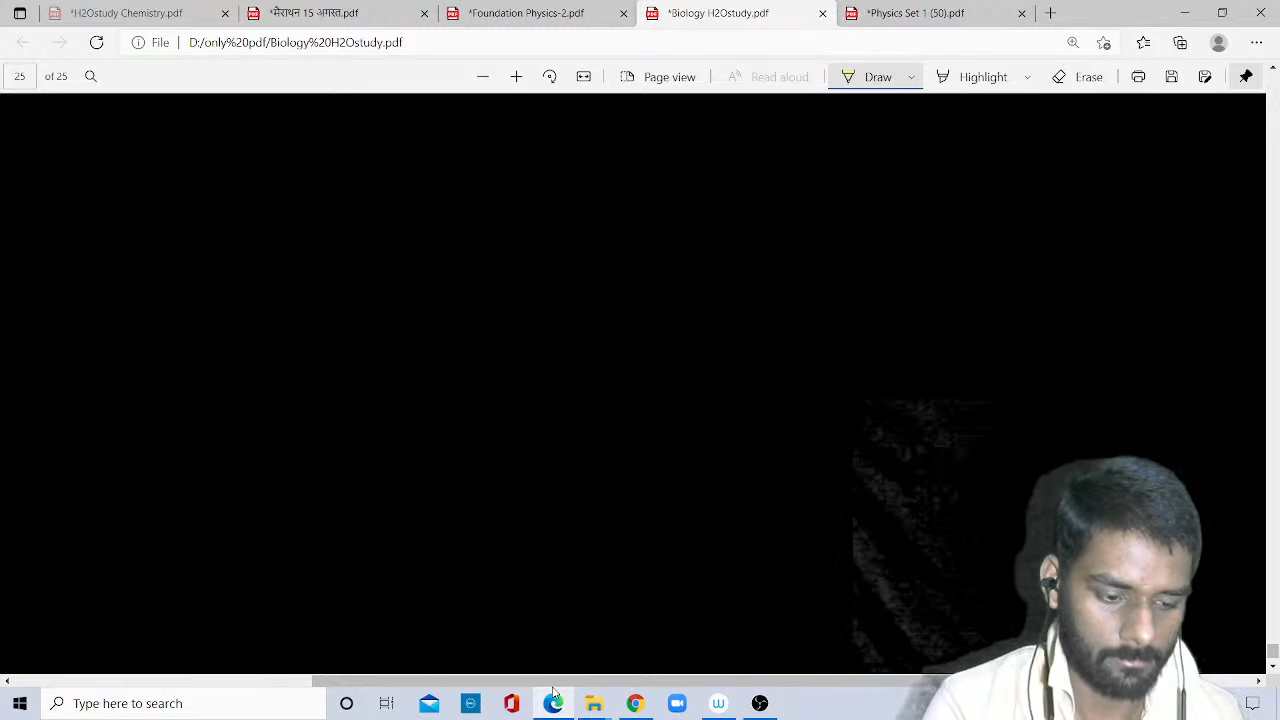 *H2Ostudy Chemistry.pdf
*मैराथन 15 अगस्त.pdf
*Foundation Physics-2.pdf
*Biology H2Ostudy.pdf
*Physics Set 1 (50).pdf
File D:/only%20pdf/Biology%20H2Ostudy.pdf
25 of 25
Page view
Read aloud
Draw
Highlight
Erase
Type here to search